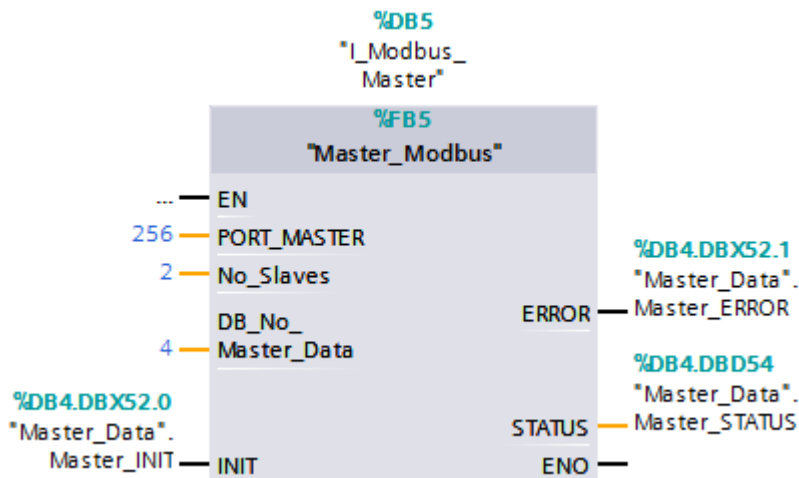 %DB5
"I_Modbus_
Master"
%FB5
"Master_Modbus"
... EN
256 PORT_MASTER
2 No_Slaves
DB_No_
4 Master_Data
%DB4.DBX52.0
"Master_Data".
Master_INIT INIT
%DB4.DBX52.1
"Master_Data".
ERROR Master_ERROR
%DB4.DBD54
"Master_Data".
STATUS Master_STATUS
ENO